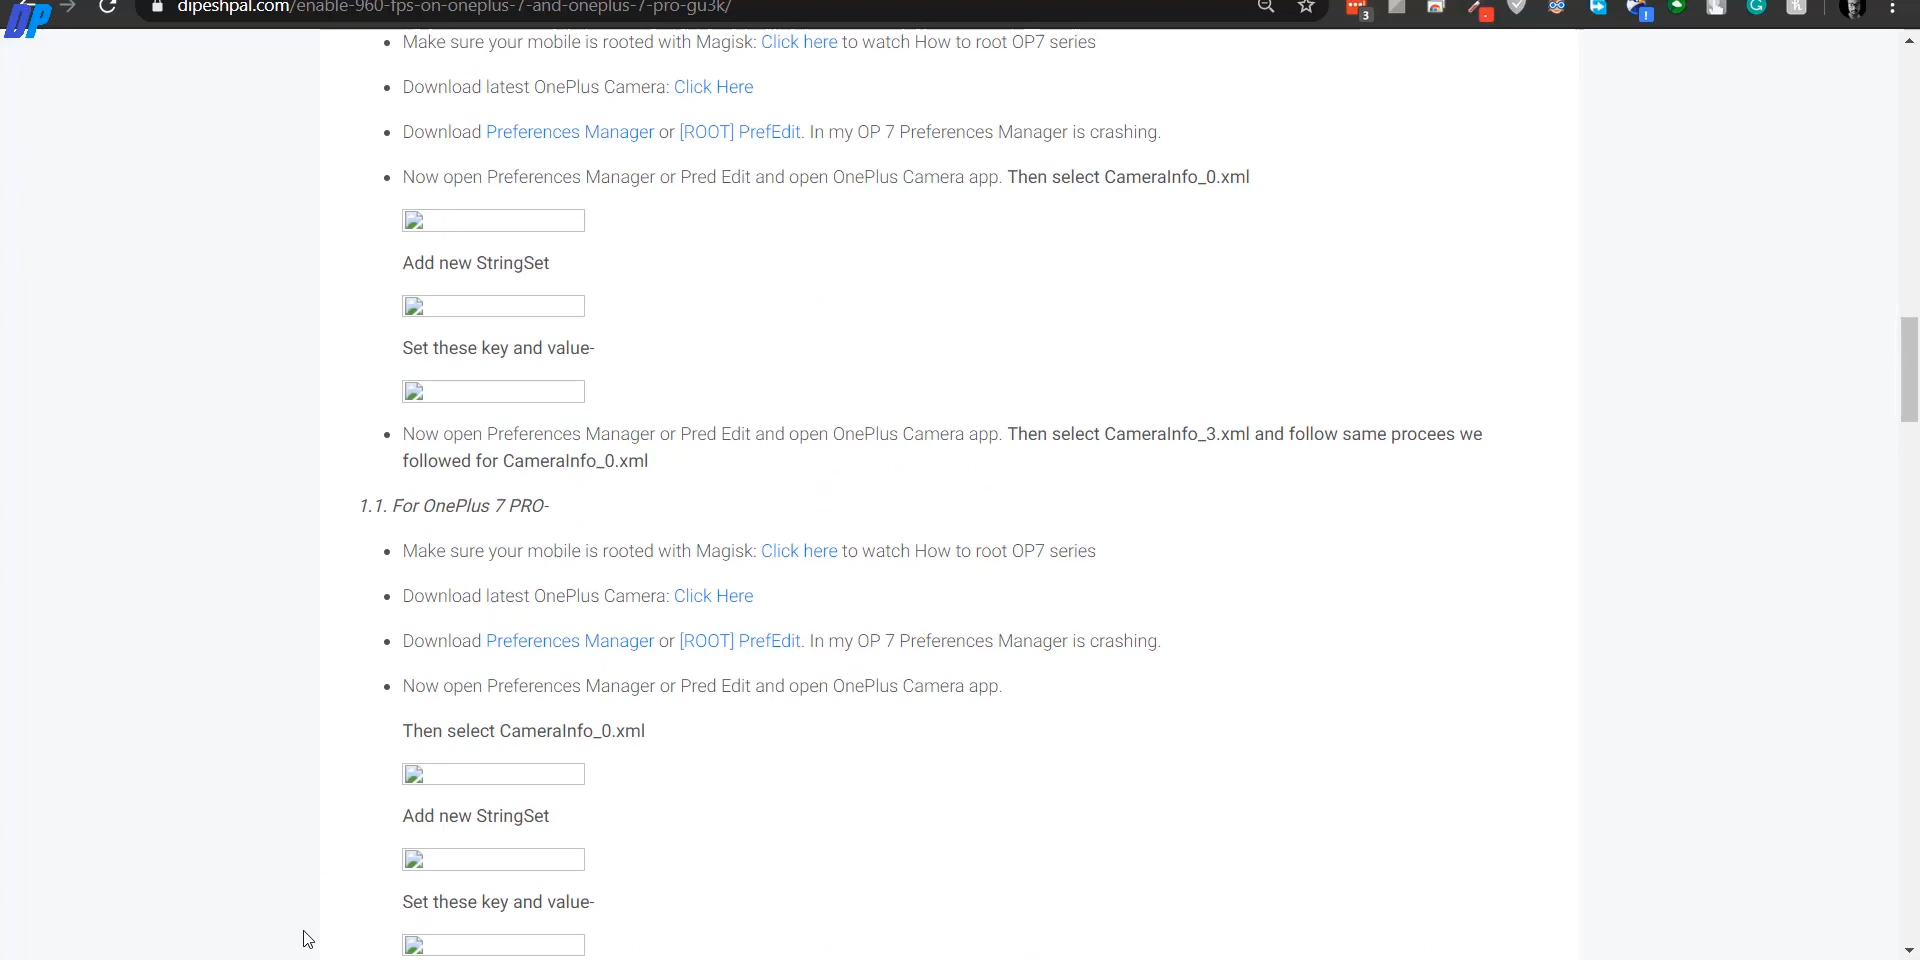 DP
dipeshpal.com/enable-960-fps-on-oneplus-7-and-oneplus-7-pro-gu3k/
3
Make sure your mobile is rooted with Magisk: Click here to watch How to root OP7 series
Download latest OnePlus Camera: Click Here
Download Preferences Manager or [ROOT] PrefEdit. In my OP 7 Preferences Manager is crashing.
Now open Preferences Manager or Pred Edit and open OnePlus Camera app. Then select CameraInfo_0.xml
Add new StringSet
Set these key and value-
Now open Preferences Manager or Pred Edit and open OnePlus Camera app. Then select CameraInfo_3.xml and follow same procees we
followed for CameraInfo_0.xml
1.1. For OnePlus 7 PRO-
Make sure your mobile is rooted with Magisk: Click here to watch How to root OP7 series
Download latest OnePlus Camera: Click Here
Download Preferences Manager or [ROOT] PrefEdit. In my OP 7 Preferences Manager is crashing.
Now open Preferences Manager or Pred Edit and open OnePlus Camera app.
Then select CameraInfo_0.xml
Add new StringSet
Set these key and value-